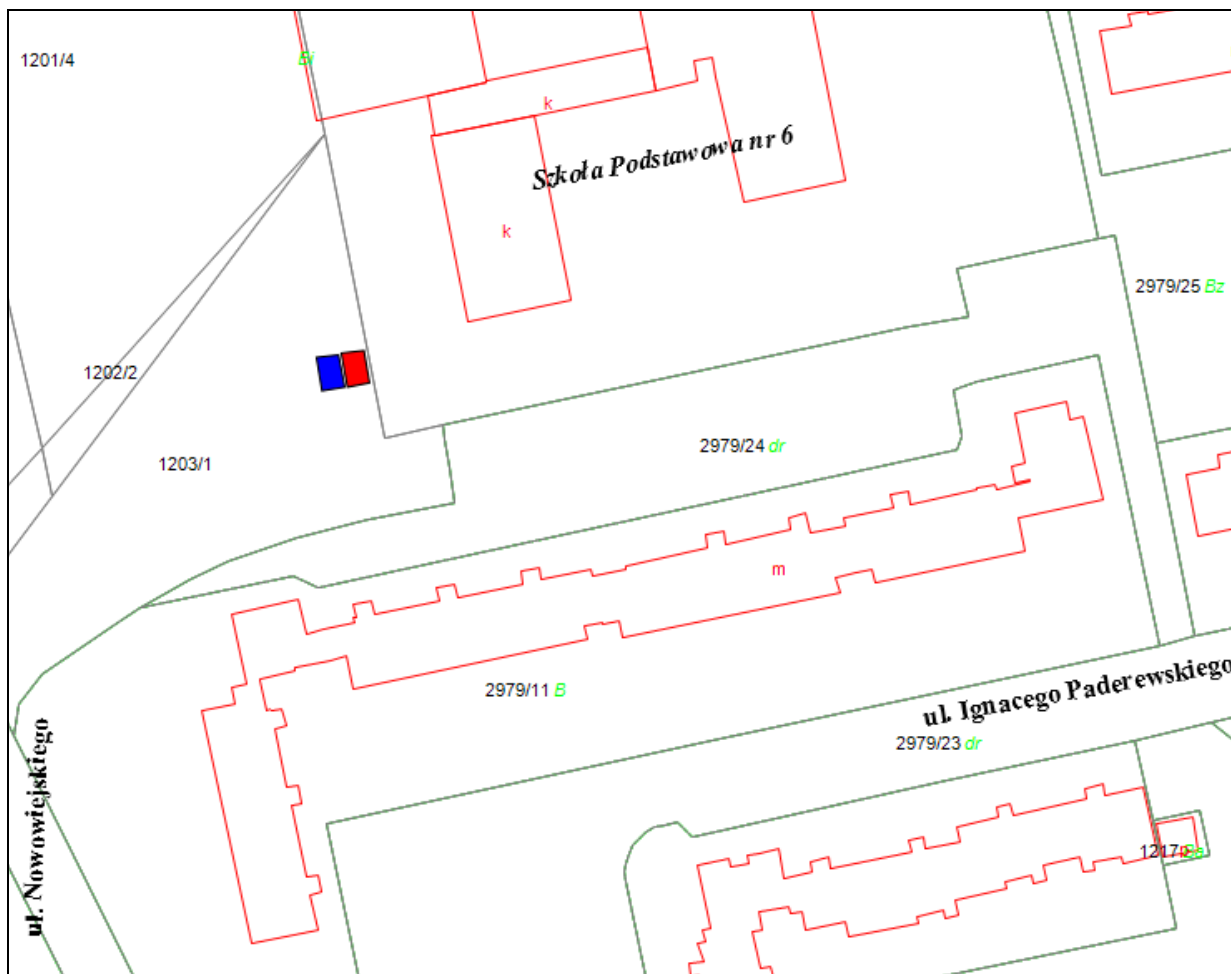 1201/4
Bi
k
Szkoła Podstawowa nr 6
k
2979/25 Bz
1202/2
2979/24 dr
1203/1
m
2979/11 B
ul. Ignacego Paderewskiego
2979/23 dr
ul. Nowowiejskiego